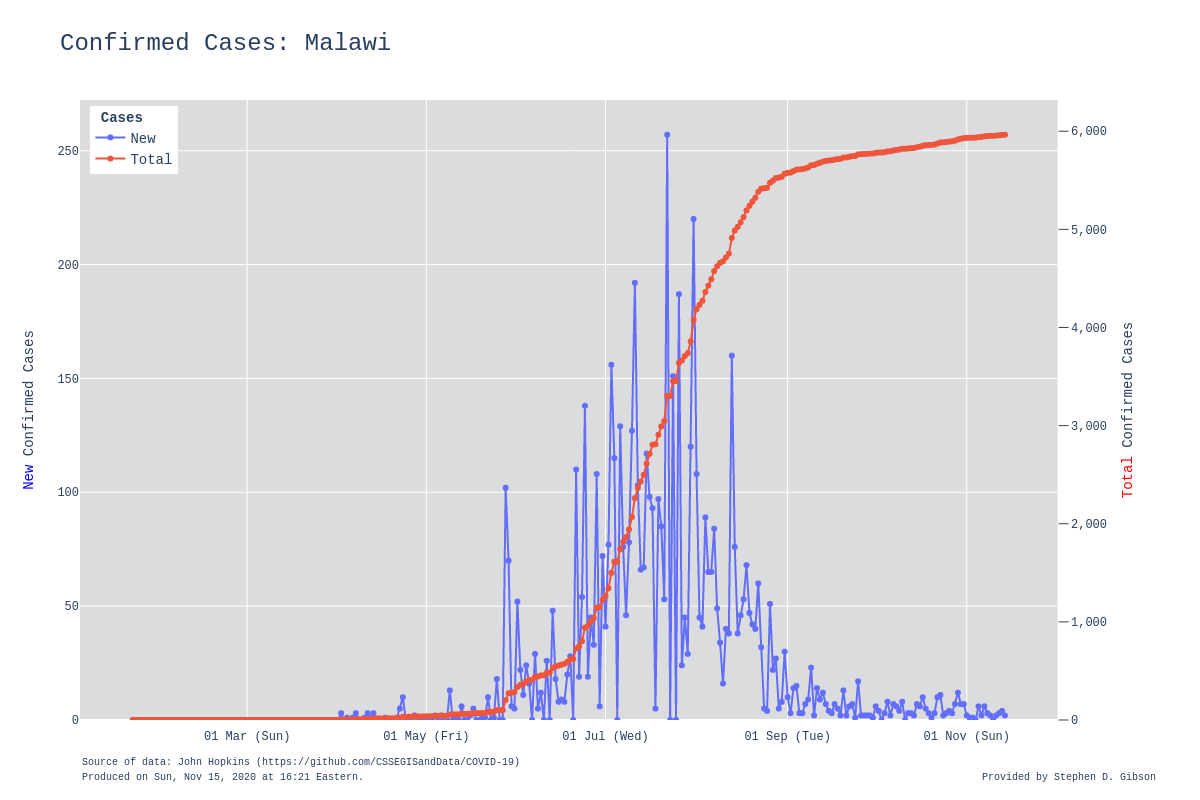 Confirmed Cases: Malawi
Cases
New
Total
250
200
150
100
50
0
6,000
5,000
4,000
3,000
2,000
1,000
0
New Confirmed Cases
Total Confirmed Cases
01 Mar (Sun)
01 May (Fri)
01 Jul (Wed)
01 Sep (Tue)
01 Nov (Sun)
Source of data: John Hopkins (https://github.com/CSSEGISandData/COVID-19)
Produced on Sun, Nov 15, 2020 at 16:21 Eastern.
Provided by Stephen D. Gibson